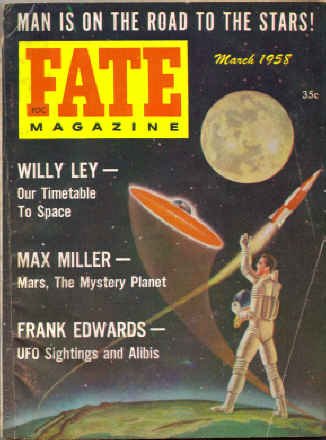 MAN IS ON THE ROAD TO THE STARS!
FATE
MAGAZINE
March 1958
35c
WILLY LEY —
Our Timetable
To Space
MAX MILLER —
Mars, The Mystery Planet
FRANK EDWARDS —
UFO Sightings and Alibis